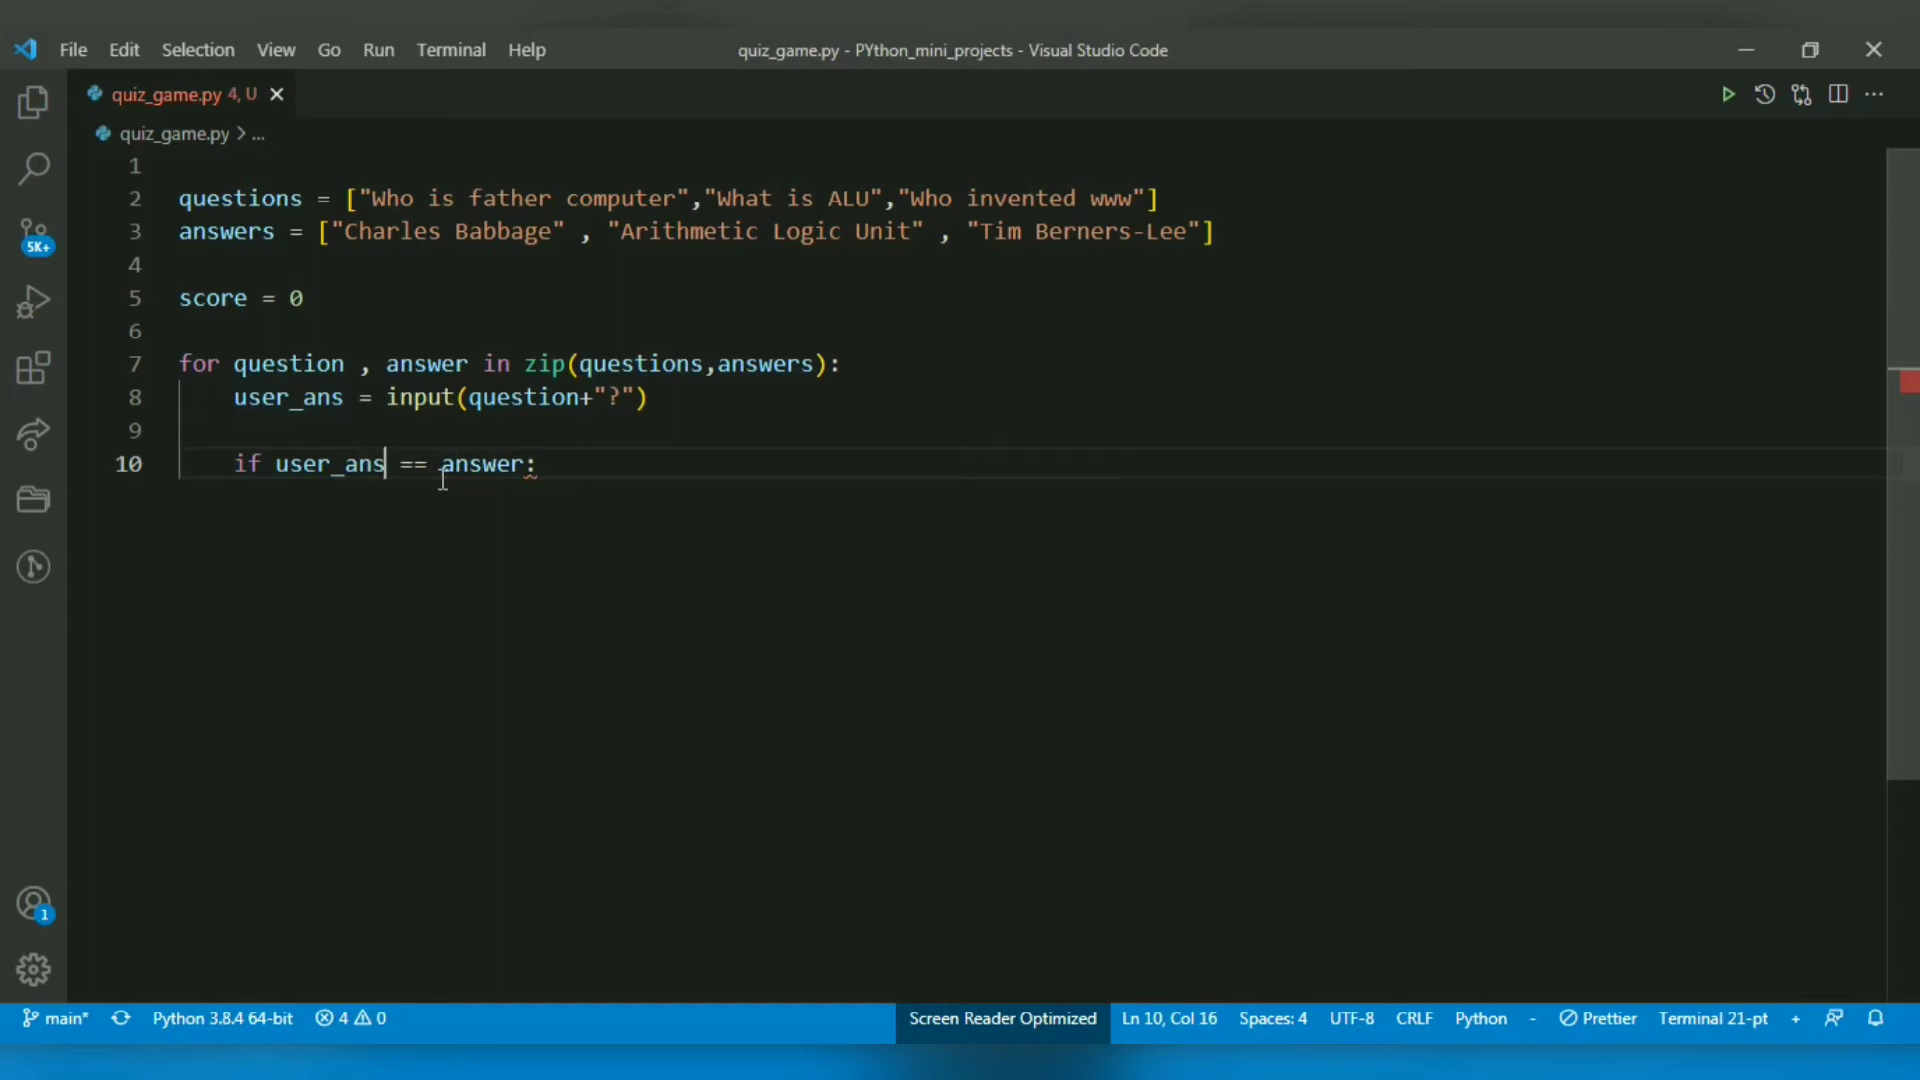 File Edit Selection View Go Run Terminal Help quiz_game.py - PYthon_mini_projects - Visual Studio Code
quiz_game.py 4, U
quiz_game.py > ...
1
2 questions = ["Who is father computer","What is ALU","Who invented www"]
3 answers = ["Charles Babbage" , "Arithmetic Logic Unit" , "Tim Berners-Lee"]
4
5 score = 0
6
7 for question , answer in zip(questions,answers):
8 user_ans = input(question+"?")
9
10 if user_ans == answer:
5K+
1
main* Python 3.8.4 64-bit 4 0 Screen Reader Optimized Ln 10, Col 16 Spaces: 4 UTF-8 CRLF Python - Prettier Terminal 21-pt +